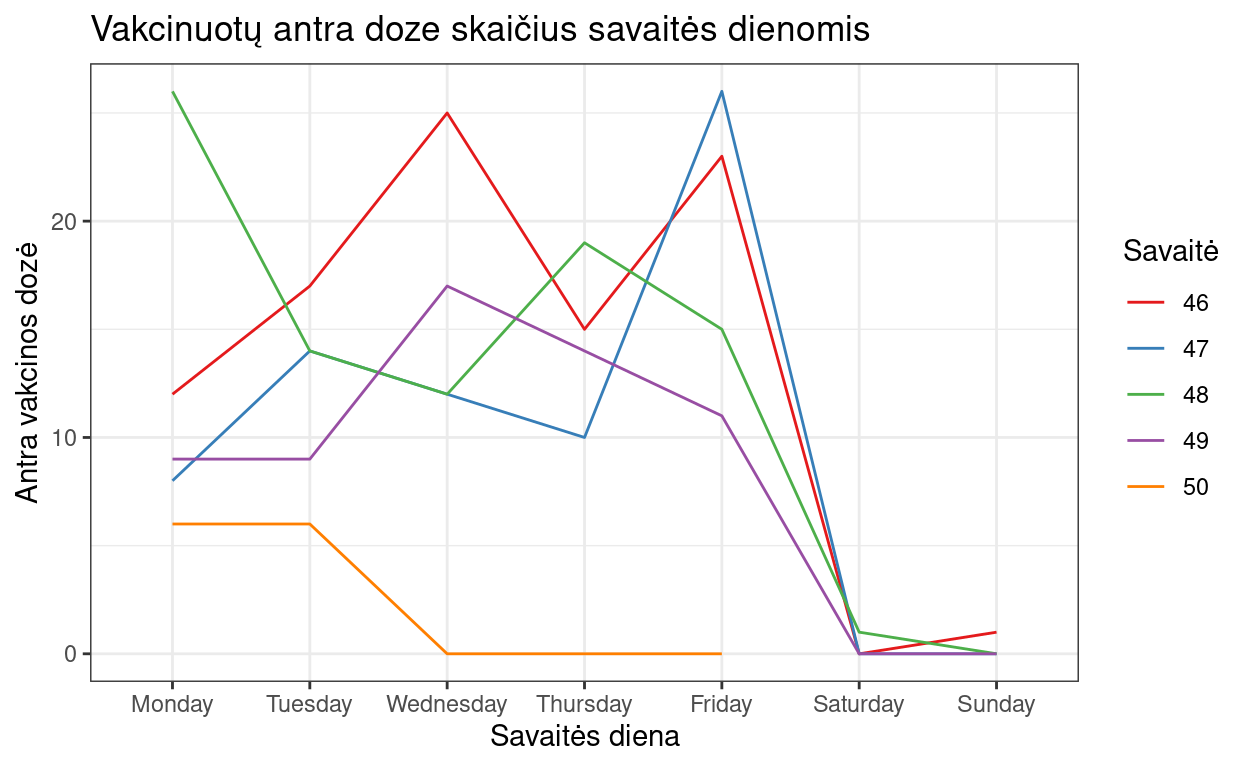 Vakcinuotų antra doze skaičius savaitės dienomis
Antra vakcinos dozė
20
10
0
Monday Tuesday Wednesday Thursday Friday Saturday Sunday
Savaitės diena
Savaitė
46
47
48
49
50